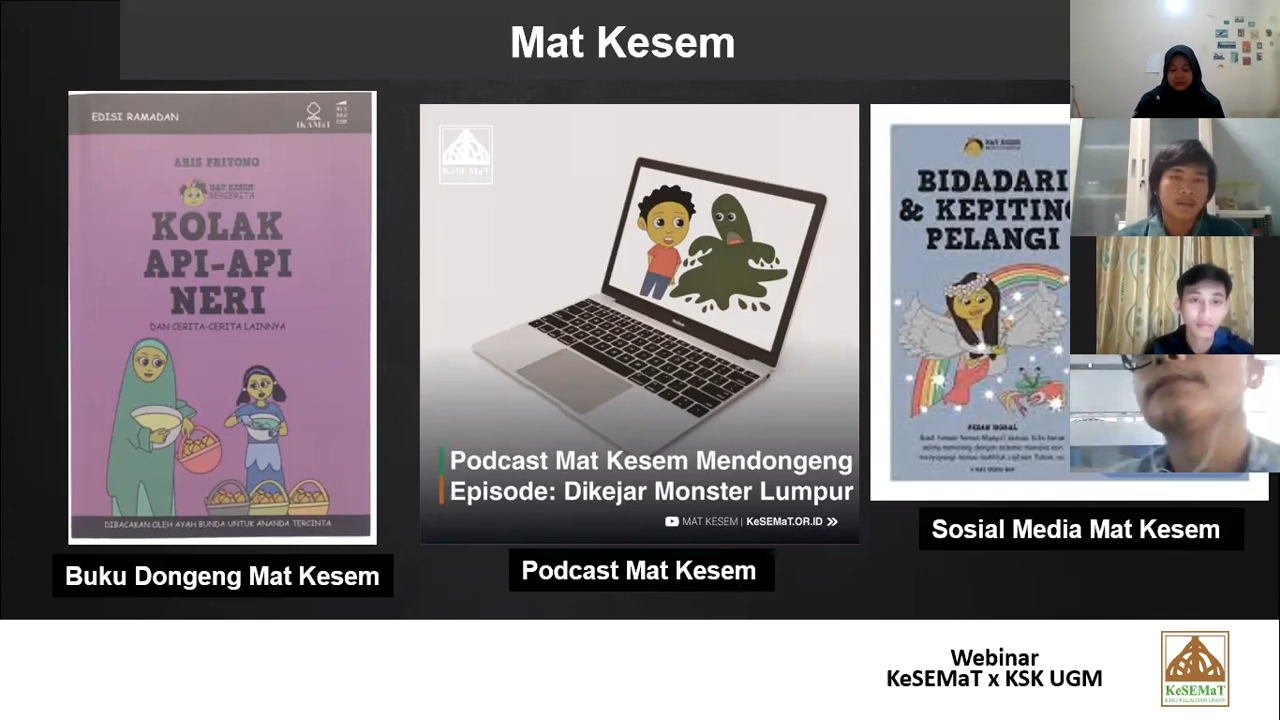 Mat Kesem
EDISI RAMADAN
IKAMaT
ARIS PRIYONO
MAT KESEM
BERCERITA
KOLAK
API-API
NERI
DAN CERITA-CERITA LAINNYA
DIBACAKAN OLEH AYAH BUNDA UNTUK ANANDA TERCINTA
Buku Dongeng Mat Kesem
KeSEMaT
Podcast Mat Kesem Mendongeng
Episode: Dikejar Monster Lumpur
MAT KESEM | KeSEMaT.OR.ID
Podcast Mat Kesem
BIDADARI
& KEPITING
PELANGI
PESAN MORAL
Sosial Media Mat Kesem
Webinar
KeSEMaT x KSK UGM
KeSEMaT